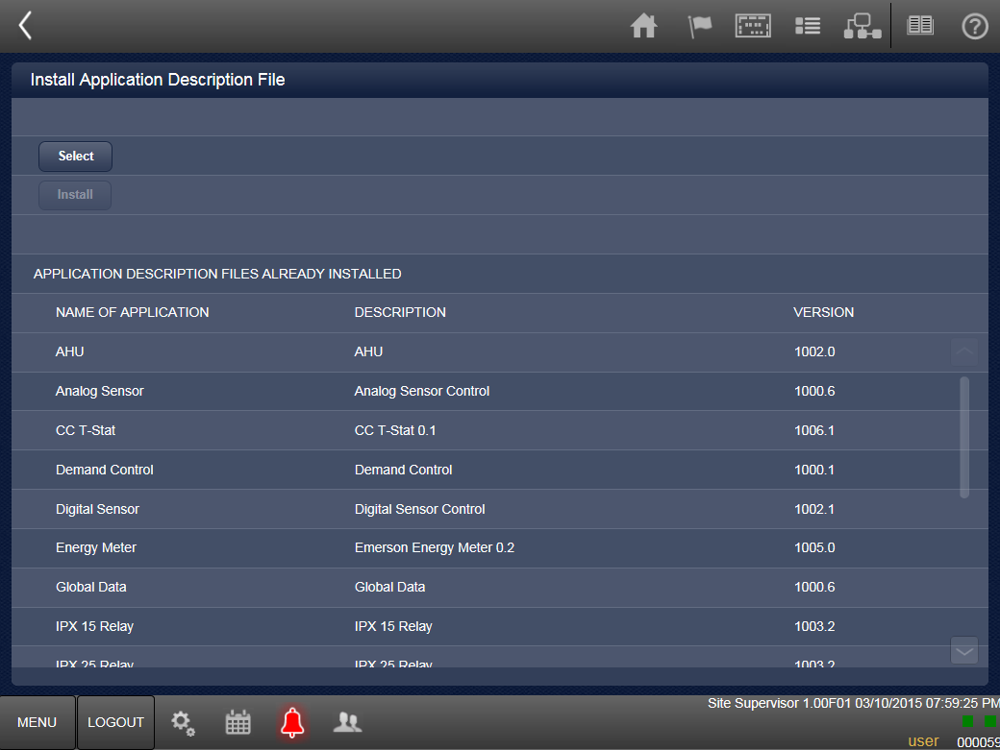 Install Application Description File
Select
Install
APPLICATION DESCRIPTION FILES ALREADY INSTALLED
NAME OF APPLICATION DESCRIPTION VERSION
AHU AHU 1002.0
Analog Sensor Analog Sensor Control 1000.6
CC T-Stat CC T-Stat 0.1 1006.1
Demand Control Demand Control 1000.1
Digital Sensor Digital Sensor Control 1002.1
Energy Meter Emerson Energy Meter 0.2 1005.0
Global Data Global Data 1000.6
IPX 15 Relay IPX 15 Relay 1003.2
IPX 25 Relay IPX 25 Relay 1003.2
Site Supervisor 1.00F01 03/10/2015 07:59:25 PM
MENU LOGOUT
user 000059